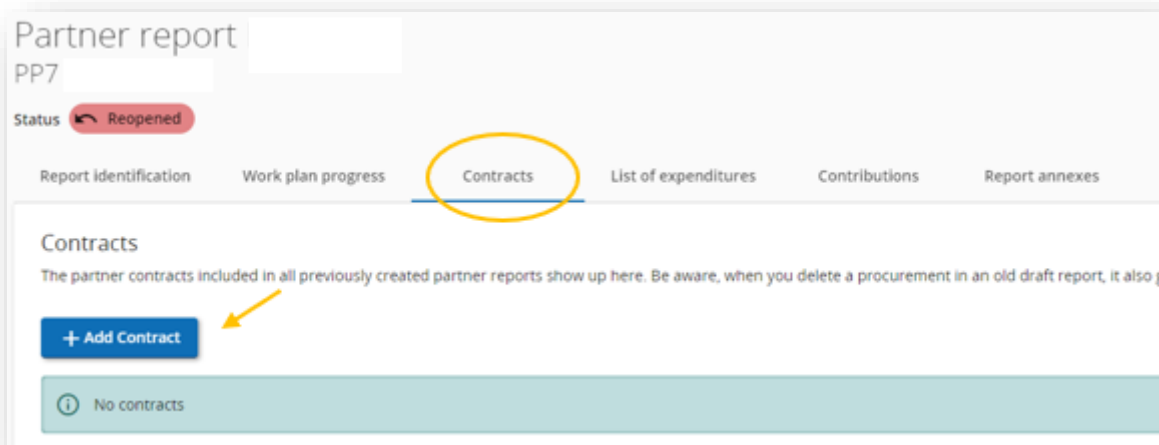 Partner report
PP7
Status Reopened
Report identification Work plan progress Contracts List of expenditures Contributions Report annexes
Contracts
The partner contracts included in all previously created partner reports show up here. Be aware, when you delete a procurement in an old draft report, it also
+ Add Contract
No contracts